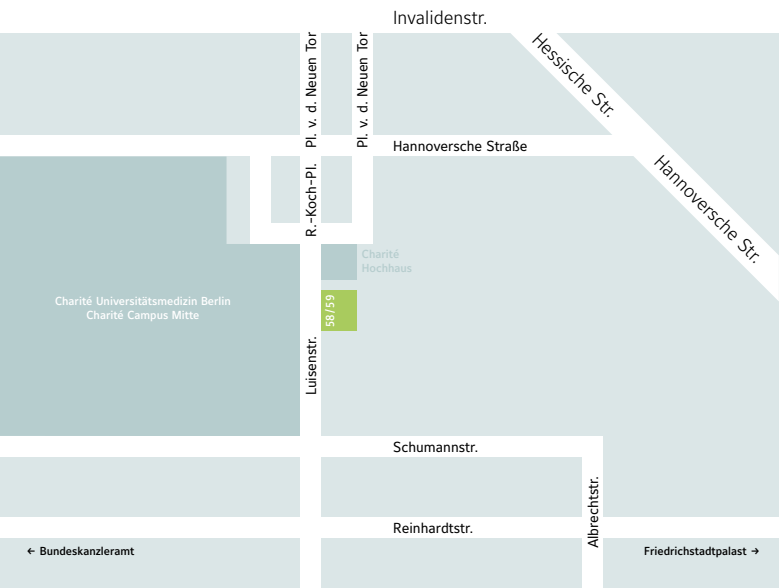 Invalidenstr.
Pl. v. d. Neuen Tor
Pl. v. d. Neuen Tor
Hessische Str.
Hannoversche Straße
R.-Koch-Pl.
Hannoversche Str.
Charité
Hochhaus
58/59
Charité Universitätsmedizin Berlin
Charité Campus Mitte
Luisenstr.
Schumannstr.
Albrechtstr.
Reinhardtstr.
← Bundeskanzleramt
Friedrichstadtpalast →